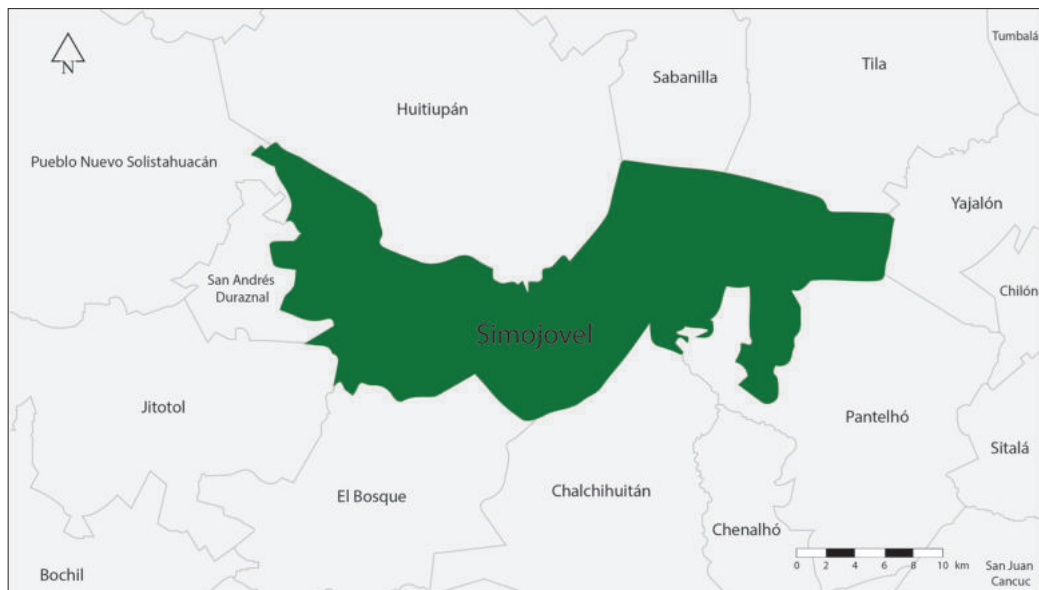 N
Tumbalá
Tila
Sabanilla
Huitiupán
Pueblo Nuevo Solistahuacán
Yajalón
San Andrés
Duraznal
Chilón
Simojovel
Jitotol
Pantelhó
Sitalá
El Bosque
Chalchihuitán
Chenalhó
Bochil
0 2 4 6 8 10 km
San Juan
Cancuc